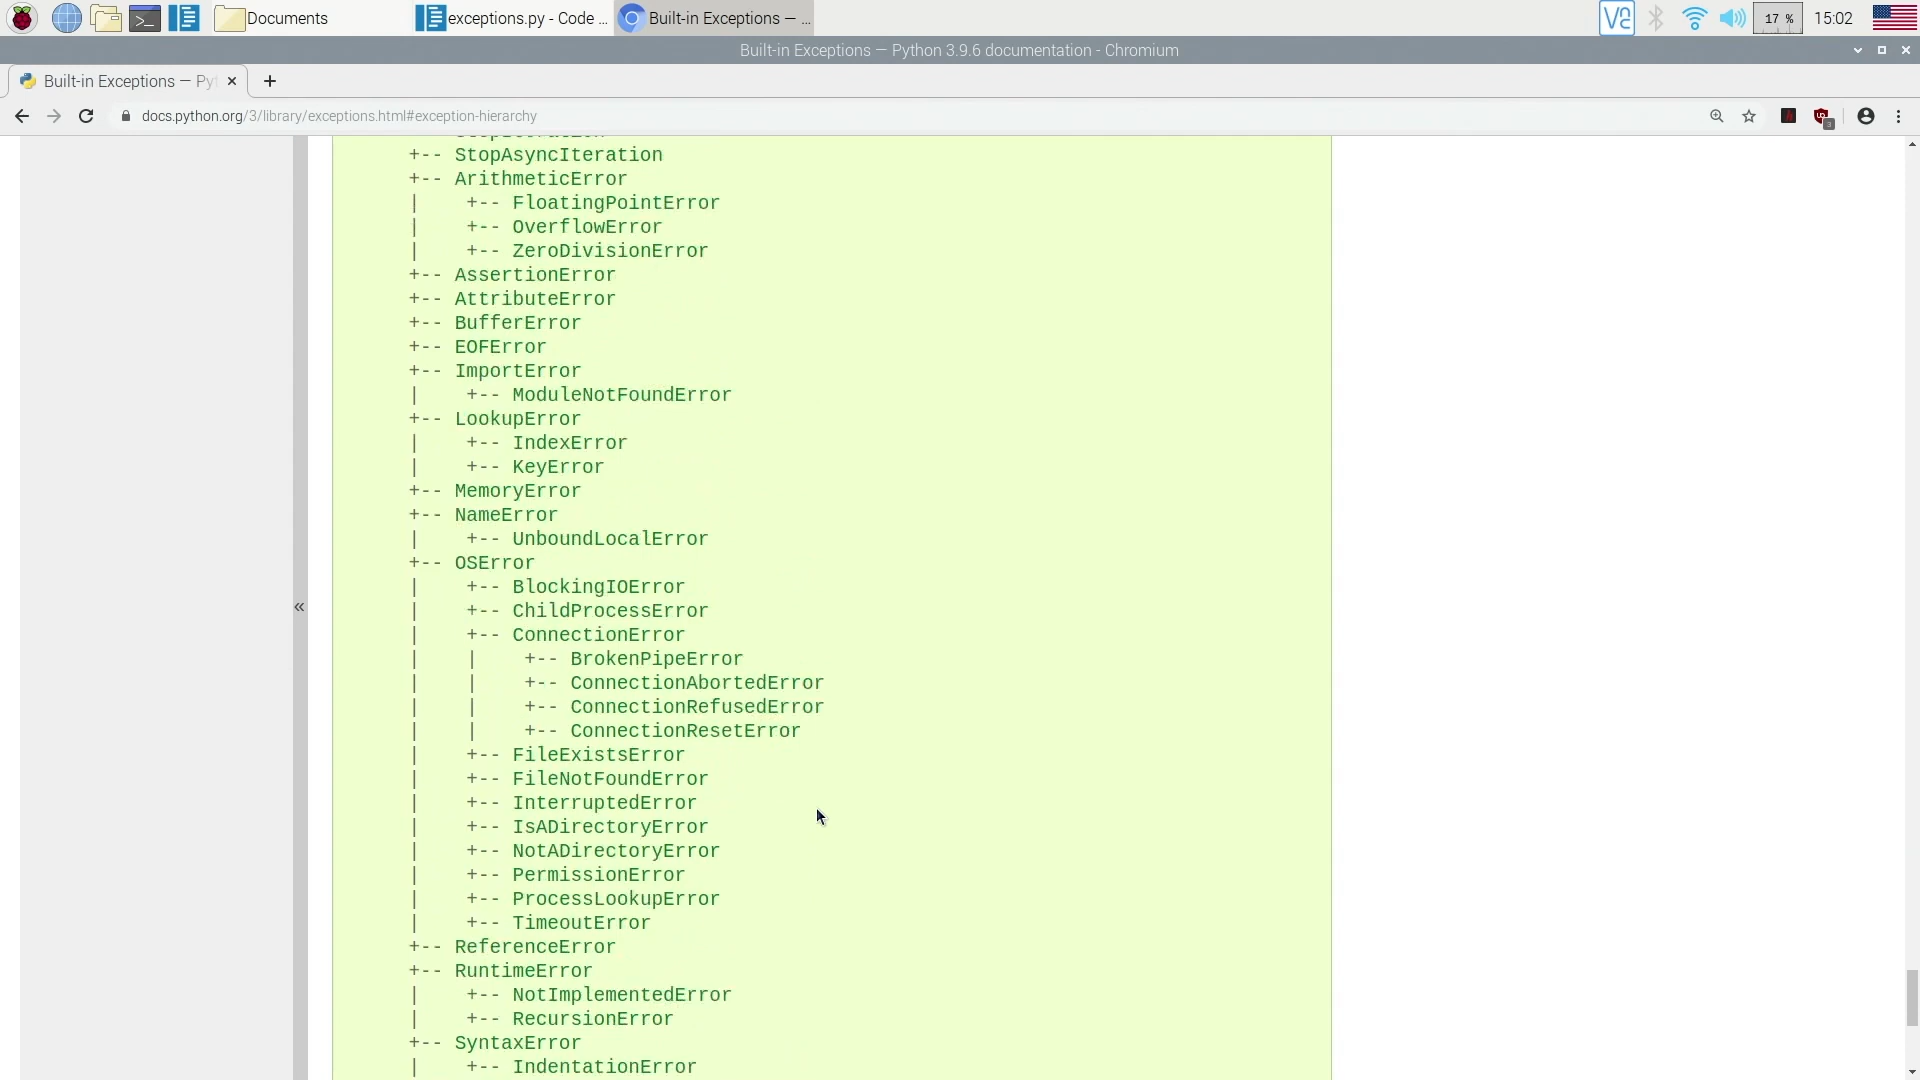 Documents
exceptions.py - Code ...
Built-in Exceptions — ...
17 %
15:02
Built-in Exceptions — Python 3.9.6 documentation - Chromium
Built-in Exceptions — Py
docs.python.org/3/library/exceptions.html#exception-hierarchy
3
+-- StopAsyncIteration
+-- ArithmeticError
|    +-- FloatingPointError
|    +-- OverflowError
|    +-- ZeroDivisionError
+-- AssertionError
+-- AttributeError
+-- BufferError
+-- EOFError
+-- ImportError
|    +-- ModuleNotFoundError
+-- LookupError
|    +-- IndexError
|    +-- KeyError
+-- MemoryError
+-- NameError
|    +-- UnboundLocalError
+-- OSError
|    +-- BlockingIOError
|    +-- ChildProcessError
|    +-- ConnectionError
|    |    +-- BrokenPipeError
|    |    +-- ConnectionAbortedError
|    |    +-- ConnectionRefusedError
|    |    +-- ConnectionResetError
|    +-- FileExistsError
|    +-- FileNotFoundError
|    +-- InterruptedError
|    +-- IsADirectoryError
|    +-- NotADirectoryError
|    +-- PermissionError
|    +-- ProcessLookupError
|    +-- TimeoutError
+-- ReferenceError
+-- RuntimeError
|    +-- NotImplementedError
|    +-- RecursionError
+-- SyntaxError
|    +-- IndentationError
«